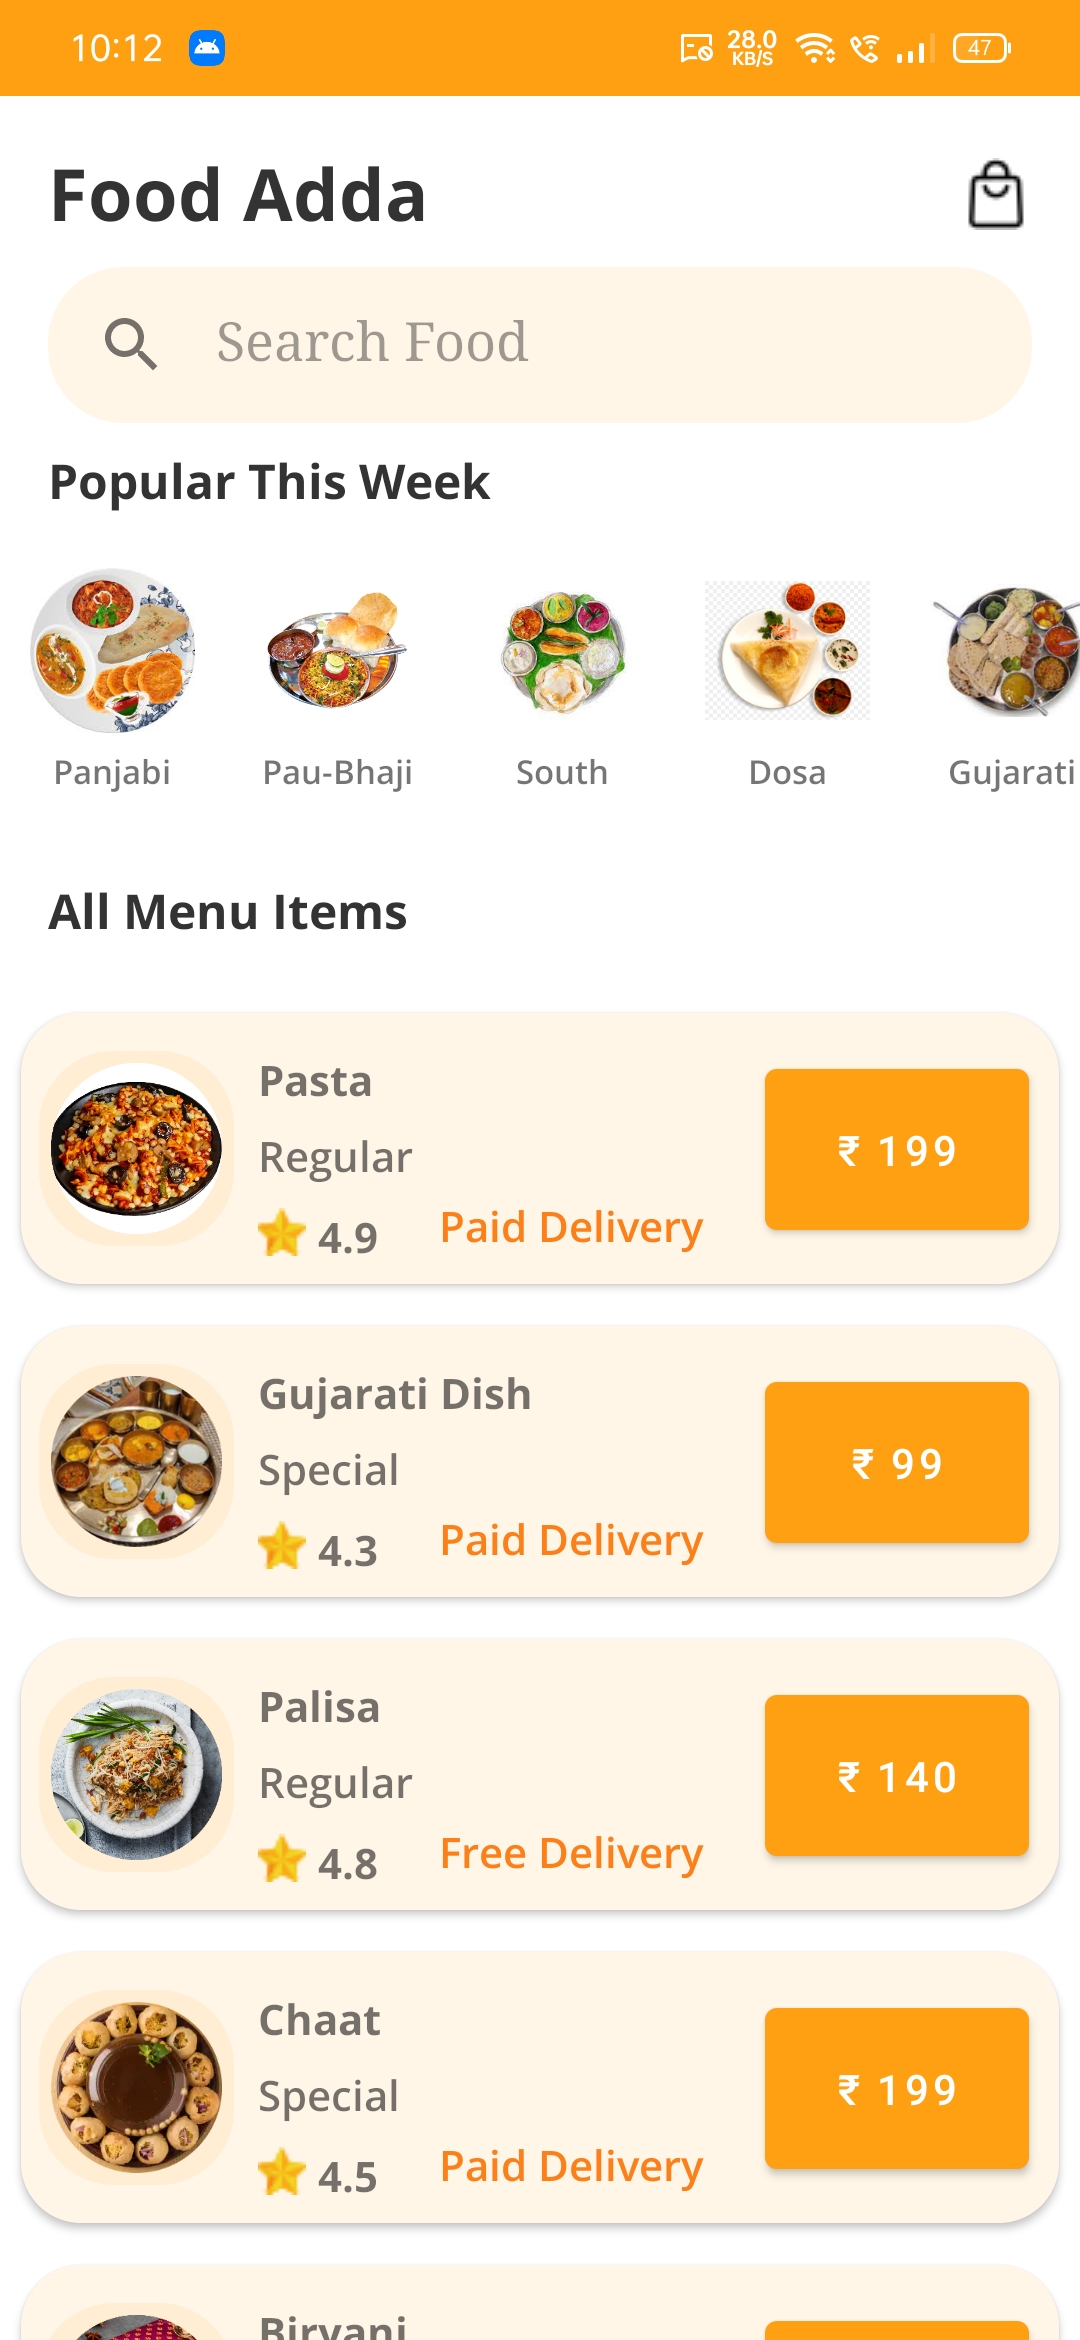 10:12
28.0
KB/S
47
Food Adda
Search Food
Popular This Week
Panjabi
Pau-Bhaji
South
Dosa
Gujarati
All Menu Items
Pasta
Regular
4.9
Paid Delivery
₹ 199
Gujarati Dish
Special
4.3
Paid Delivery
₹ 99
Palisa
Regular
4.8
Free Delivery
₹ 140
Chaat
Special
4.5
Paid Delivery
₹ 199
Biryani